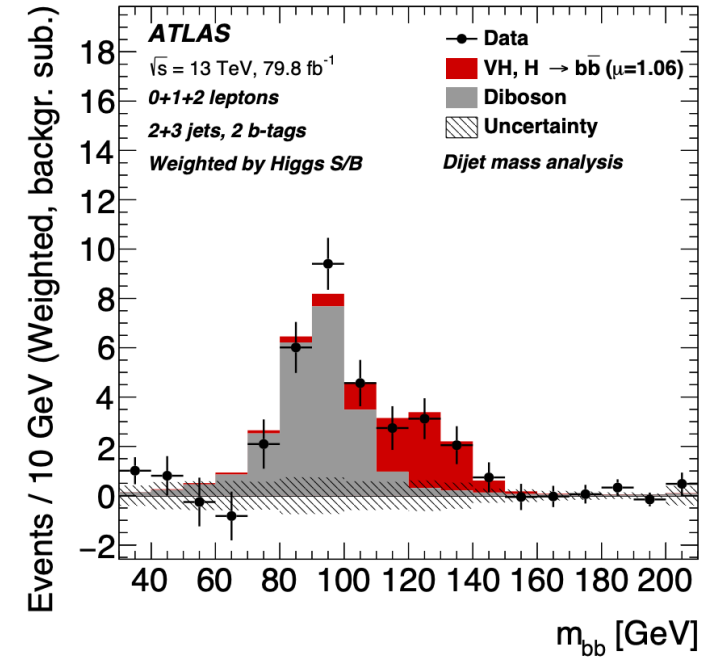 ATLAS
√s = 13 TeV, 79.8 fb⁻¹
0+1+2 leptons
2+3 jets, 2 b-tags
Weighted by Higgs S/B
Data
VH, H → bb̄ (μ=1.06)
Diboson
Uncertainty
Dijet mass analysis
Events / 10 GeV (Weighted, backgr. sub.)
18
16
14
12
10
8
6
4
2
0
−2
40 60 80 100 120 140 160 180 200
m_bb [GeV]